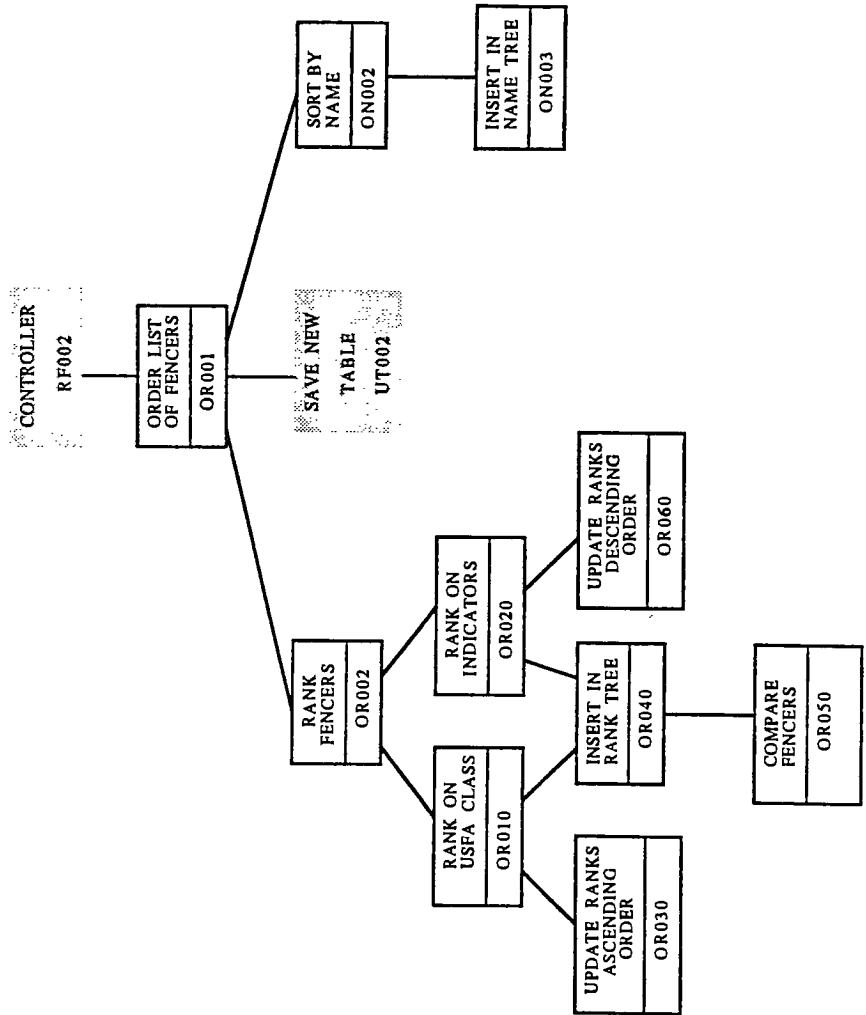 CONTROLLER
RF002
ORDER LIST
OF FENCERS
OR001
RANK
FENCERS
OR002
SAVE NEW
TABLE
UT002
SORT BY
NAME
ON002
RANK ON
USFA CLASS
OR010
RANK ON
INDICATORS
OR020
INSERT IN
NAME TREE
ON003
UPDATE RANKS
ASCENDING
ORDER
OR030
INSERT IN
RANK TREE
OR040
UPDATE RANKS
DESCENDING
ORDER
OR060
COMPARE
FENCERS
OR050